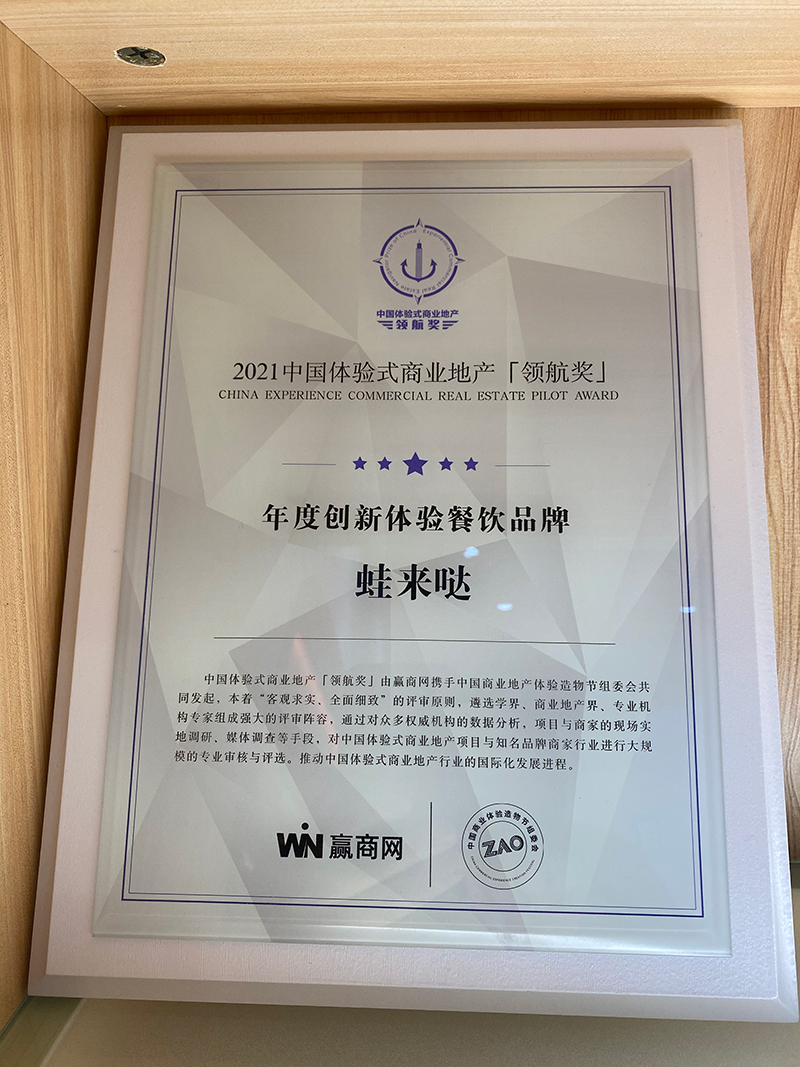 Navigator Prize of China Experiential Commercial Real Estate
中国体验式商业地产
领航奖
2021中国体验式商业地产「领航奖」
CHINA EXPERIENCE COMMERCIAL REAL ESTATE PILOT AWARD
年度创新体验餐饮品牌
蛙来哒
中国体验式商业地产「领航奖」由赢商网携手中国商业地产体验造物节组委会共
同发起，本着“客观求实、全面细致”的评审原则，遴选学界、商业地产界、专业机
构专家组成强大的评审阵容，通过对众多权威机构的数据分析，项目与商家的现场实
地调研、媒体调查等手段，对中国体验式商业地产项目与知名品牌商家行业进行大规
模的专业审核与评选。推动中国体验式商业地产行业的国际化发展进程。
WIN 赢商网
中国商业体验造物节组委会
ZAO